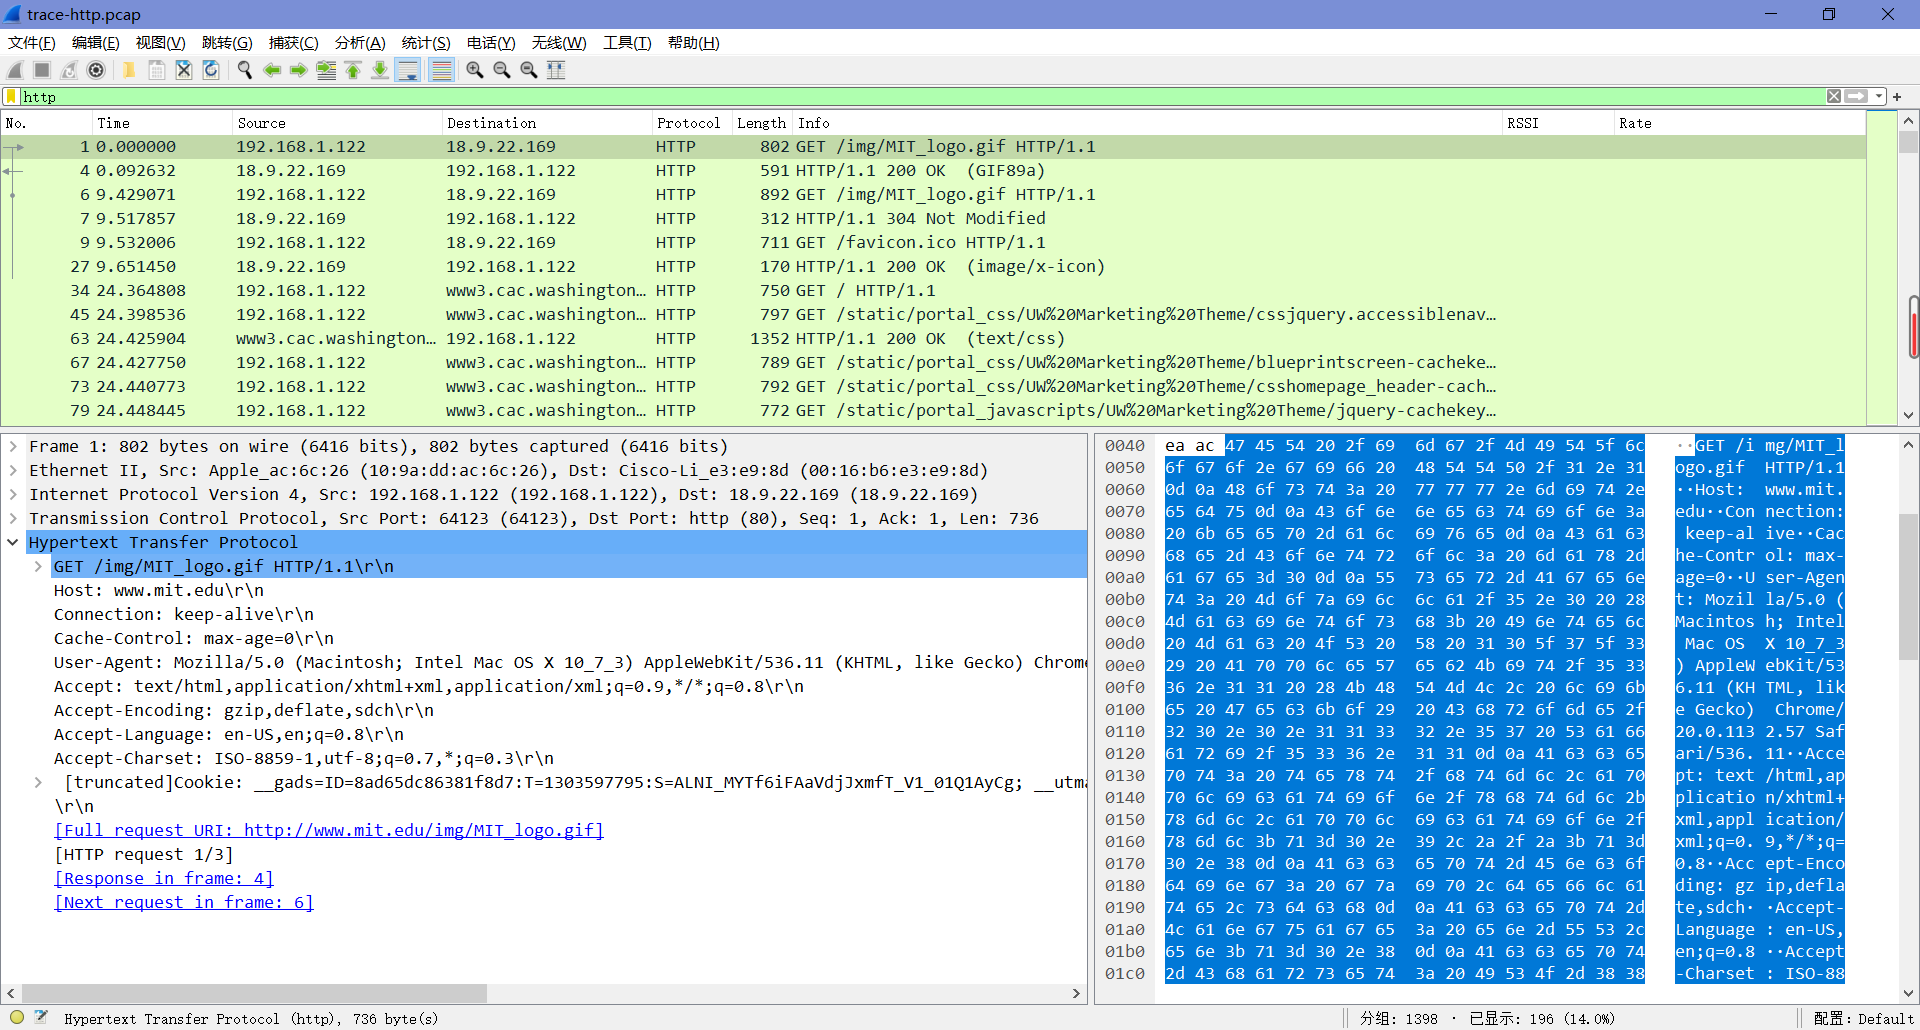 trace-http.pcap
文件(F) 编辑(E) 视图(V) 跳转(G) 捕获(C) 分析(A) 统计(S) 电话(Y) 无线(W) 工具(T) 帮助(H)
http
No. Time Source Destination Protocol Length Info RSSI Rate
1 0.000000 192.168.1.122 18.9.22.169 HTTP 802 GET /img/MIT_logo.gif HTTP/1.1
4 0.092632 18.9.22.169 192.168.1.122 HTTP 591 HTTP/1.1 200 OK  (GIF89a)
6 9.429071 192.168.1.122 18.9.22.169 HTTP 892 GET /img/MIT_logo.gif HTTP/1.1
7 9.517857 18.9.22.169 192.168.1.122 HTTP 312 HTTP/1.1 304 Not Modified
9 9.532006 192.168.1.122 18.9.22.169 HTTP 711 GET /favicon.ico HTTP/1.1
27 9.651450 18.9.22.169 192.168.1.122 HTTP 170 HTTP/1.1 200 OK  (image/x-icon)
34 24.364808 192.168.1.122 www3.cac.washington… HTTP 750 GET / HTTP/1.1
45 24.398536 192.168.1.122 www3.cac.washington… HTTP 797 GET /static/portal_css/UW%20Marketing%20Theme/cssjquery.accessiblenav…
63 24.425904 www3.cac.washington… 192.168.1.122 HTTP 1352 HTTP/1.1 200 OK  (text/css)
67 24.427750 192.168.1.122 www3.cac.washington… HTTP 789 GET /static/portal_css/UW%20Marketing%20Theme/blueprintscreen-cacheke…
73 24.440773 192.168.1.122 www3.cac.washington… HTTP 792 GET /static/portal_css/UW%20Marketing%20Theme/csshomepage_header-cach…
79 24.448445 192.168.1.122 www3.cac.washington… HTTP 772 GET /static/portal_javascripts/UW%20Marketing%20Theme/jquery-cachekey…
Frame 1: 802 bytes on wire (6416 bits), 802 bytes captured (6416 bits)
Ethernet II, Src: Apple_ac:6c:26 (10:9a:dd:ac:6c:26), Dst: Cisco-Li_e3:e9:8d (00:16:b6:e3:e9:8d)
Internet Protocol Version 4, Src: 192.168.1.122 (192.168.1.122), Dst: 18.9.22.169 (18.9.22.169)
Transmission Control Protocol, Src Port: 64123 (64123), Dst Port: http (80), Seq: 1, Ack: 1, Len: 736
Hypertext Transfer Protocol
GET /img/MIT_logo.gif HTTP/1.1\r\n
Host: www.mit.edu\r\n
Connection: keep-alive\r\n
Cache-Control: max-age=0\r\n
User-Agent: Mozilla/5.0 (Macintosh; Intel Mac OS X 10_7_3) AppleWebKit/536.11 (KHTML, like Gecko) Chrome
Accept: text/html,application/xhtml+xml,application/xml;q=0.9,*/*;q=0.8\r\n
Accept-Encoding: gzip,deflate,sdch\r\n
Accept-Language: en-US,en;q=0.8\r\n
Accept-Charset: ISO-8859-1,utf-8;q=0.7,*;q=0.3\r\n
[truncated]Cookie: __gads=ID=8ad65dc86381f8d7:T=1303597795:S=ALNI_MYTf6iFAaVdjJxmfT_V1_01Q1AyCg; __utma
\r\n
[Full request URI: http://www.mit.edu/img/MIT_logo.gif]
[HTTP request 1/3]
[Response in frame: 4]
[Next request in frame: 6]
0040 ea ac 47 45 54 20 2f 69 6d 67 2f 4d 49 54 5f 6c ··GET /i mg/MIT_l
0050 6f 67 6f 2e 67 69 66 20 48 54 54 50 2f 31 2e 31 ogo.gif  HTTP/1.1
0060 0d 0a 48 6f 73 74 3a 20 77 77 77 2e 6d 69 74 2e ··Host:  www.mit.
0070 65 64 75 0d 0a 43 6f 6e 6e 65 63 74 69 6f 6e 3a edu··Con nection:
0080 20 6b 65 65 70 2d 61 6c 69 76 65 0d 0a 43 61 63 keep-al ive··Cac
0090 68 65 2d 43 6f 6e 74 72 6f 6c 3a 20 6d 61 78 2d he-Contr ol: max-
00a0 61 67 65 3d 30 0d 0a 55 73 65 72 2d 41 67 65 6e age=0··U ser-Agen
00b0 74 3a 20 4d 6f 7a 69 6c 6c 61 2f 35 2e 30 20 28 t: Mozil la/5.0 (
00c0 4d 61 63 69 6e 74 6f 73 68 3b 20 49 6e 74 65 6c Macintos h; Intel
00d0 20 4d 61 63 20 4f 53 20 58 20 31 30 5f 37 5f 33 Mac OS  X 10_7_3
00e0 29 20 41 70 70 6c 65 57 65 62 4b 69 74 2f 35 33 ) AppleW ebKit/53
00f0 36 2e 31 31 20 28 4b 48 54 4d 4c 2c 20 6c 69 6b 6.11 (KH TML, lik
0100 65 20 47 65 63 6b 6f 29 20 43 68 72 6f 6d 65 2f e Gecko)  Chrome/
0110 32 30 2e 30 2e 31 31 33 32 2e 35 37 20 53 61 66 20.0.113 2.57 Saf
0120 61 72 69 2f 35 33 36 2e 31 31 0d 0a 41 63 63 65 ari/536. 11··Acce
0130 70 74 3a 20 74 65 78 74 2f 68 74 6d 6c 2c 61 70 pt: text /html,ap
0140 70 6c 69 63 61 74 69 6f 6e 2f 78 68 74 6d 6c 2b plicatio n/xhtml+
0150 78 6d 6c 2c 61 70 70 6c 69 63 61 74 69 6f 6e 2f xml,appl ication/
0160 78 6d 6c 3b 71 3d 30 2e 39 2c 2a 2f 2a 3b 71 3d xml;q=0. 9,*/*;q=
0170 30 2e 38 0d 0a 41 63 63 65 70 74 2d 45 6e 63 6f 0.8··Acc ept-Enco
0180 64 69 6e 67 3a 20 67 7a 69 70 2c 64 65 66 6c 61 ding: gz ip,defla
0190 74 65 2c 73 64 63 68 0d 0a 41 63 63 65 70 74 2d te,sdch· ·Accept-
01a0 4c 61 6e 67 75 61 67 65 3a 20 65 6e 2d 55 53 2c Language : en-US,
01b0 65 6e 3b 71 3d 30 2e 38 0d 0a 41 63 63 65 70 74 en;q=0.8 ··Accept
01c0 2d 43 68 61 72 73 65 74 3a 20 49 53 4f 2d 38 38 -Charset : ISO-88
Hypertext Transfer Protocol (http), 736 byte(s) 分组: 1398 · 已显示: 196 (14.0%) 配置: Default